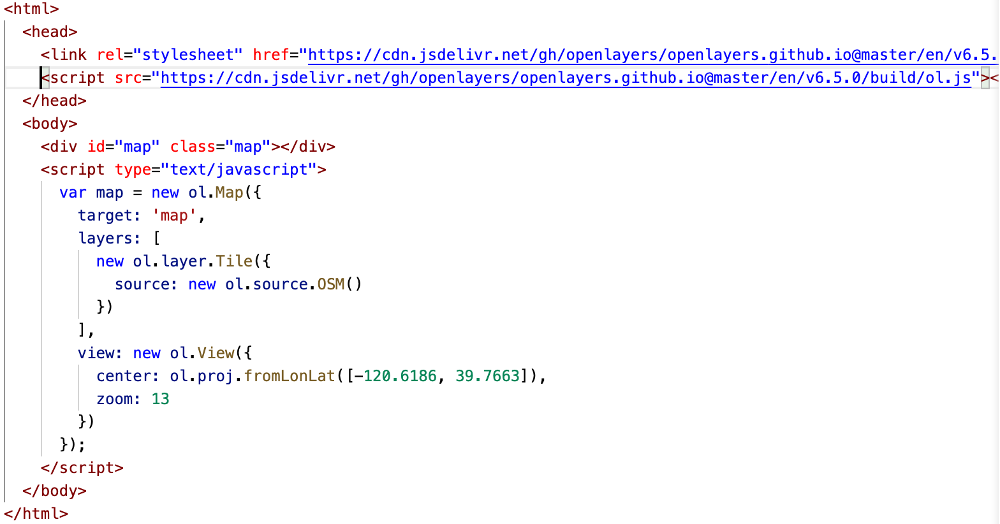 <html>
<head>
<link rel="stylesheet" href="https://cdn.jsdelivr.net/gh/openlayers/openlayers.github.io@master/en/v6.5.
<script src="https://cdn.jsdelivr.net/gh/openlayers/openlayers.github.io@master/en/v6.5.0/build/ol.js"><
</head>
<body>
<div id="map" class="map"></div>
<script type="text/javascript">
var map = new ol.Map({
target: 'map',
layers: [
new ol.layer.Tile({
source: new ol.source.OSM()
})
],
view: new ol.View({
center: ol.proj.fromLonLat([-120.6186, 39.7663]),
zoom: 13
})
});
</script>
</body>
</html>